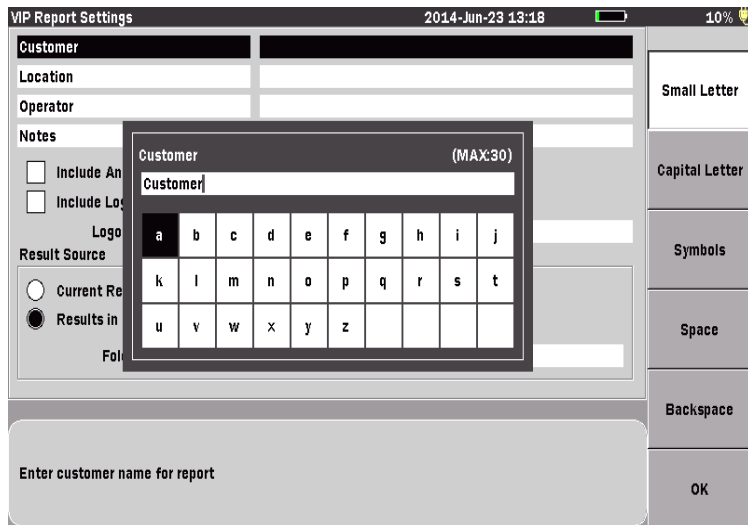 VIP Report Settings 2014-Jun-23 13:18 10%
Customer
Location
Operator
Notes
Include An
Include Log
Logo
Result Source
Current Re
Results in
Fol
Customer (MAX:30)
Customer
a b c d e f g h i j
k l m n o p q r s t
u v w x y z
Enter customer name for report
Small Letter
Capital Letter
Symbols
Space
Backspace
OK